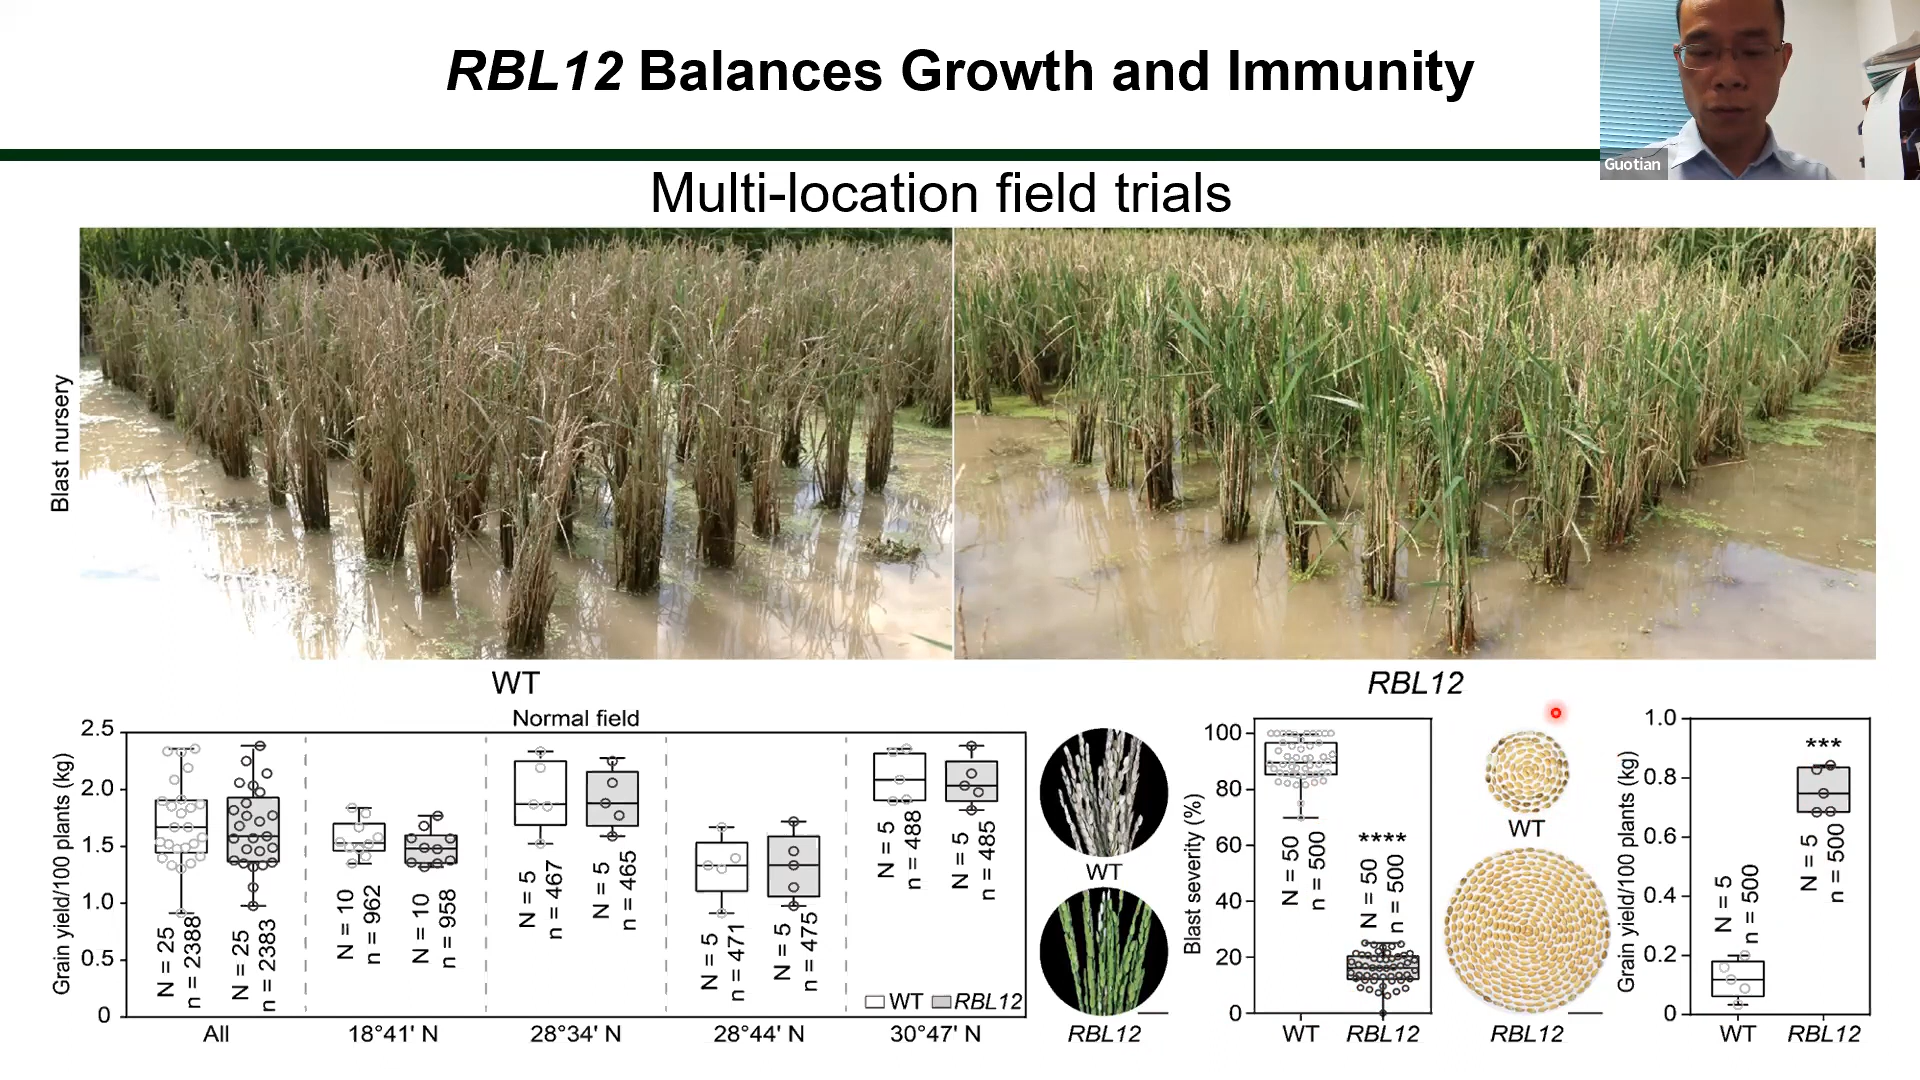 RBL12 Balances Growth and Immunity
Guotian
Multi-location field trials
Blast nursery
WT
RBL12
Normal field
Grain yield/100 plants (kg)
2.5
2.0
1.5
1.0
0.5
0
N = 25
n = 2388
N = 25
n = 2383
N = 10
n = 962
N = 10
n = 958
N = 5
n = 467
N = 5
n = 465
N = 5
n = 471
N = 5
n = 475
N = 5
n = 488
N = 5
n = 485
WT RBL12
All
18°41' N
28°34' N
28°44' N
30°47' N
WT
RBL12
Blast severity (%)
100
80
60
40
20
0
N = 50
n = 500
****
N = 50
n = 500
WT
RBL12
WT
RBL12
Grain yield/100 plants (kg)
1.0
0.8
0.6
0.4
0.2
0
N = 5
n = 500
***
N = 5
n = 500
WT
RBL12